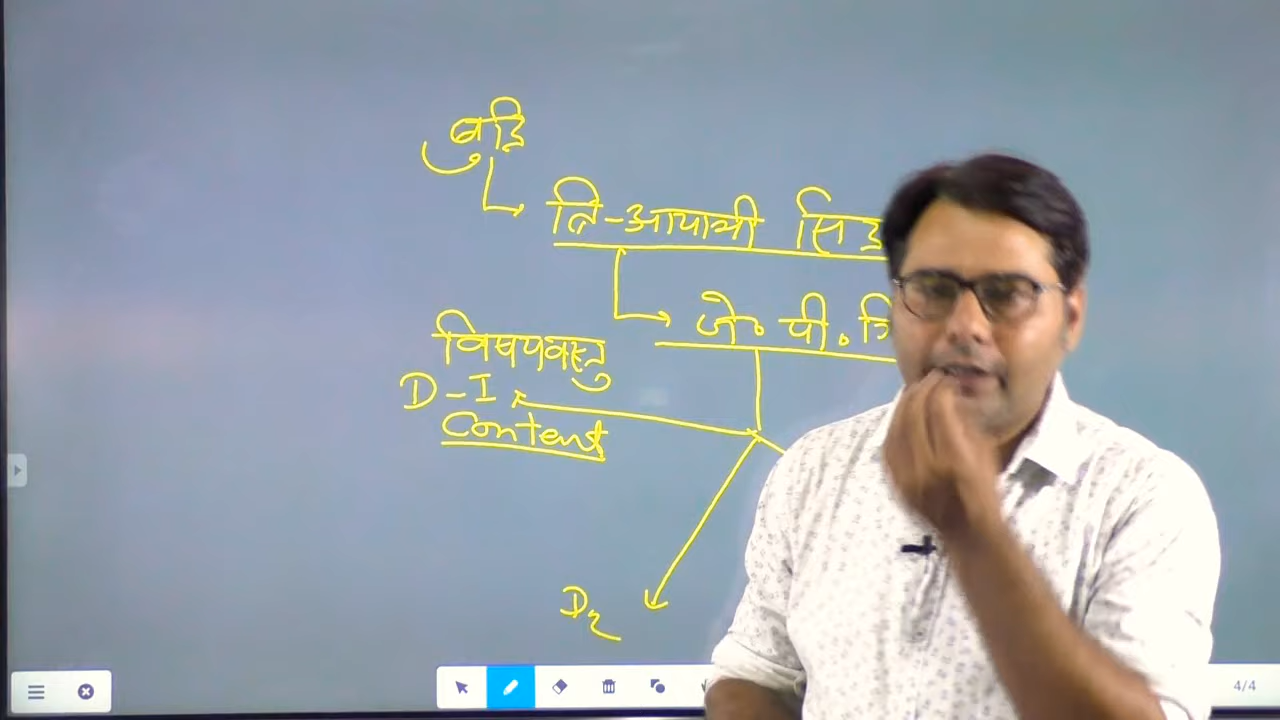 बुद्धि
त्रि-आयामी
जे. पी.
विषयवस्तु
D-I
Content
D2
4/4